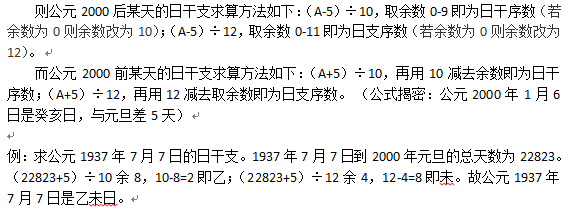 则公元 2000 后某天的日干支求算方法如下：(A-5)÷10，取余数 0-9 即为日干序数（若
余数为 0 则余数改为 10）；(A-5)÷12，取余数 0-11 即为日支序数（若余数为 0 则余数改为
12）。
而公元 2000 前某天的日干支求算方法如下：(A+5)÷10，再用 10 减去余数即为日干
序数；(A+5)÷12，再用 12 减去取余数即为日支序数。（公式揭密：公元 2000 年 1 月 6
日是癸亥日，与元旦差 5 天）
例：求公元 1937 年 7 月 7 日的日干支。1937 年 7 月 7 日到 2000 年元旦的总天数为 22823。
（22823+5）÷10 余 8，10-8=2 即乙；（22823+5）÷12 余 4，12-4=8 即未。故公元 1937 年
7 月 7 日是乙未日。